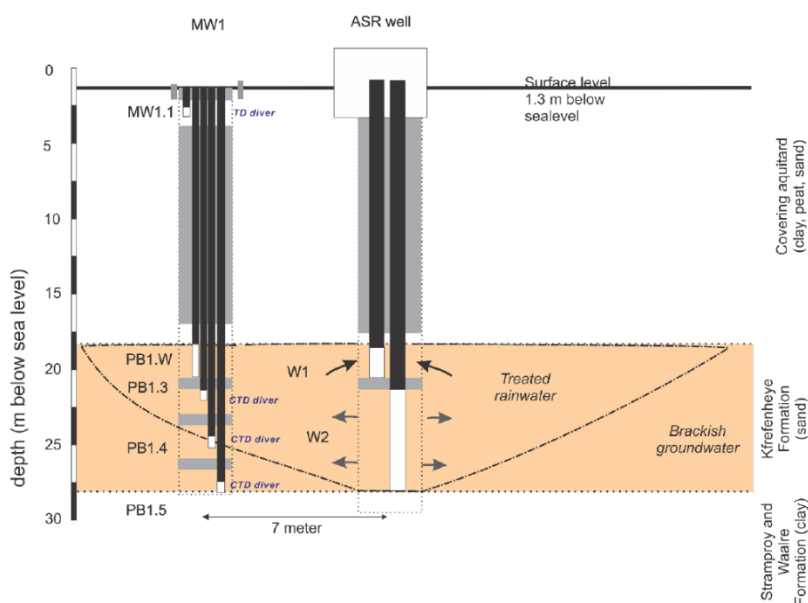 MW1
ASR well
0
5
10
15
20
25
30
depth (m below sea level)
Surface level
1.3 m below
sealevel
MW1.1
TD diver
PB1.W
PB1.3
PB1.4
PB1.5
CTD diver
CTD diver
CTD diver
W1
W2
Treated
rainwater
Brackish
groundwater
7 meter
Covering aquitard
(clay, peat, sand)
Kfrefenheye
Formation
(sand)
Stramproy and
Waalre
Formation (clay)